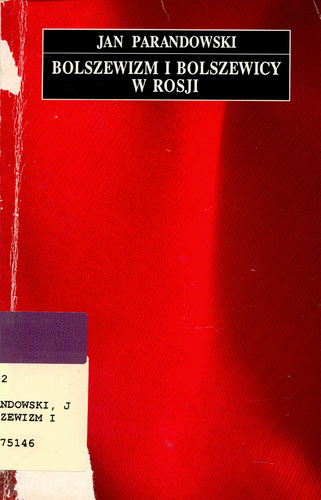 JAN PARANDOWSKI
BOLSZEWIZM I BOLSZEWICY
W ROSJI
2
NDOWSKI, J
ZEWIZM I
75146